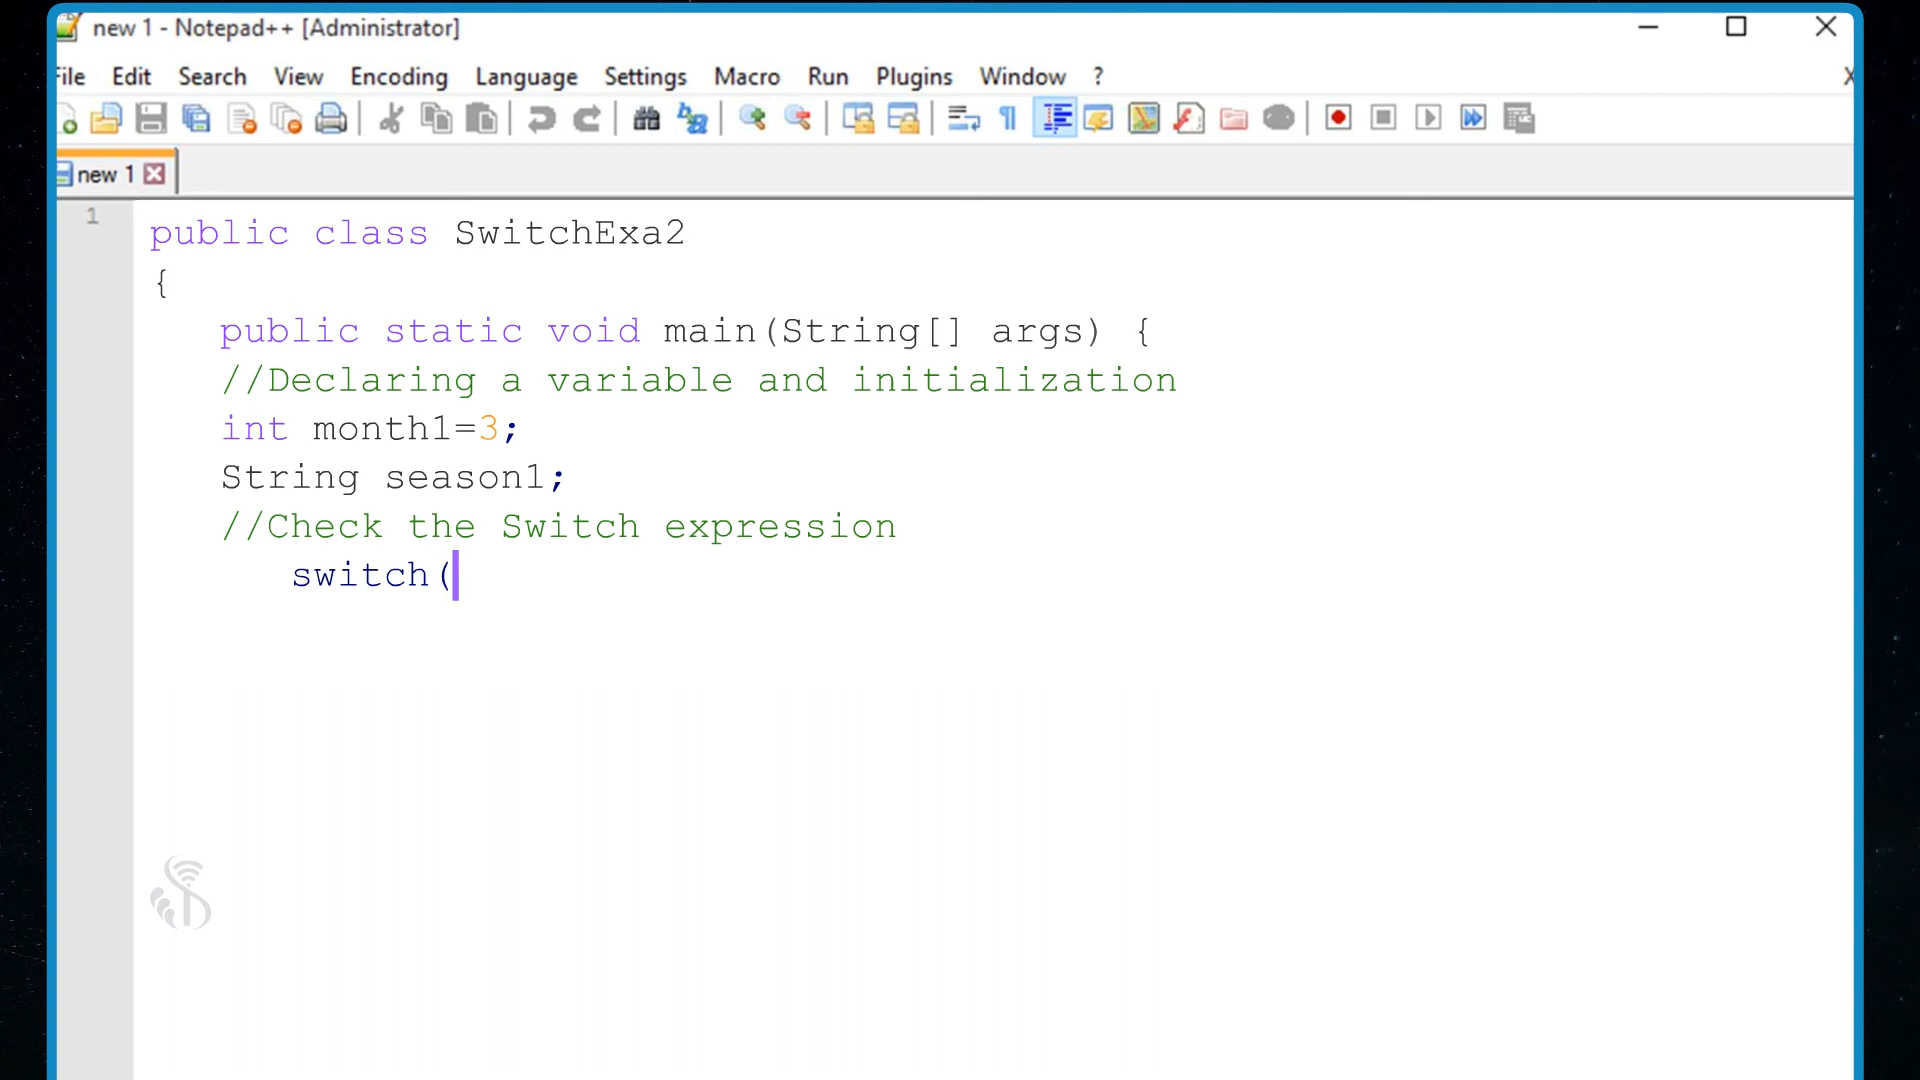 new 1 - Notepad++ [Administrator]
File Edit Search View Encoding Language Settings Macro Run Plugins Window ? X
new 1
1
public class SwitchExa2
{
public static void main(String[] args) {
//Declaring a variable and initialization
int month1=3;
String season1;
//Check the Switch expression
switch(